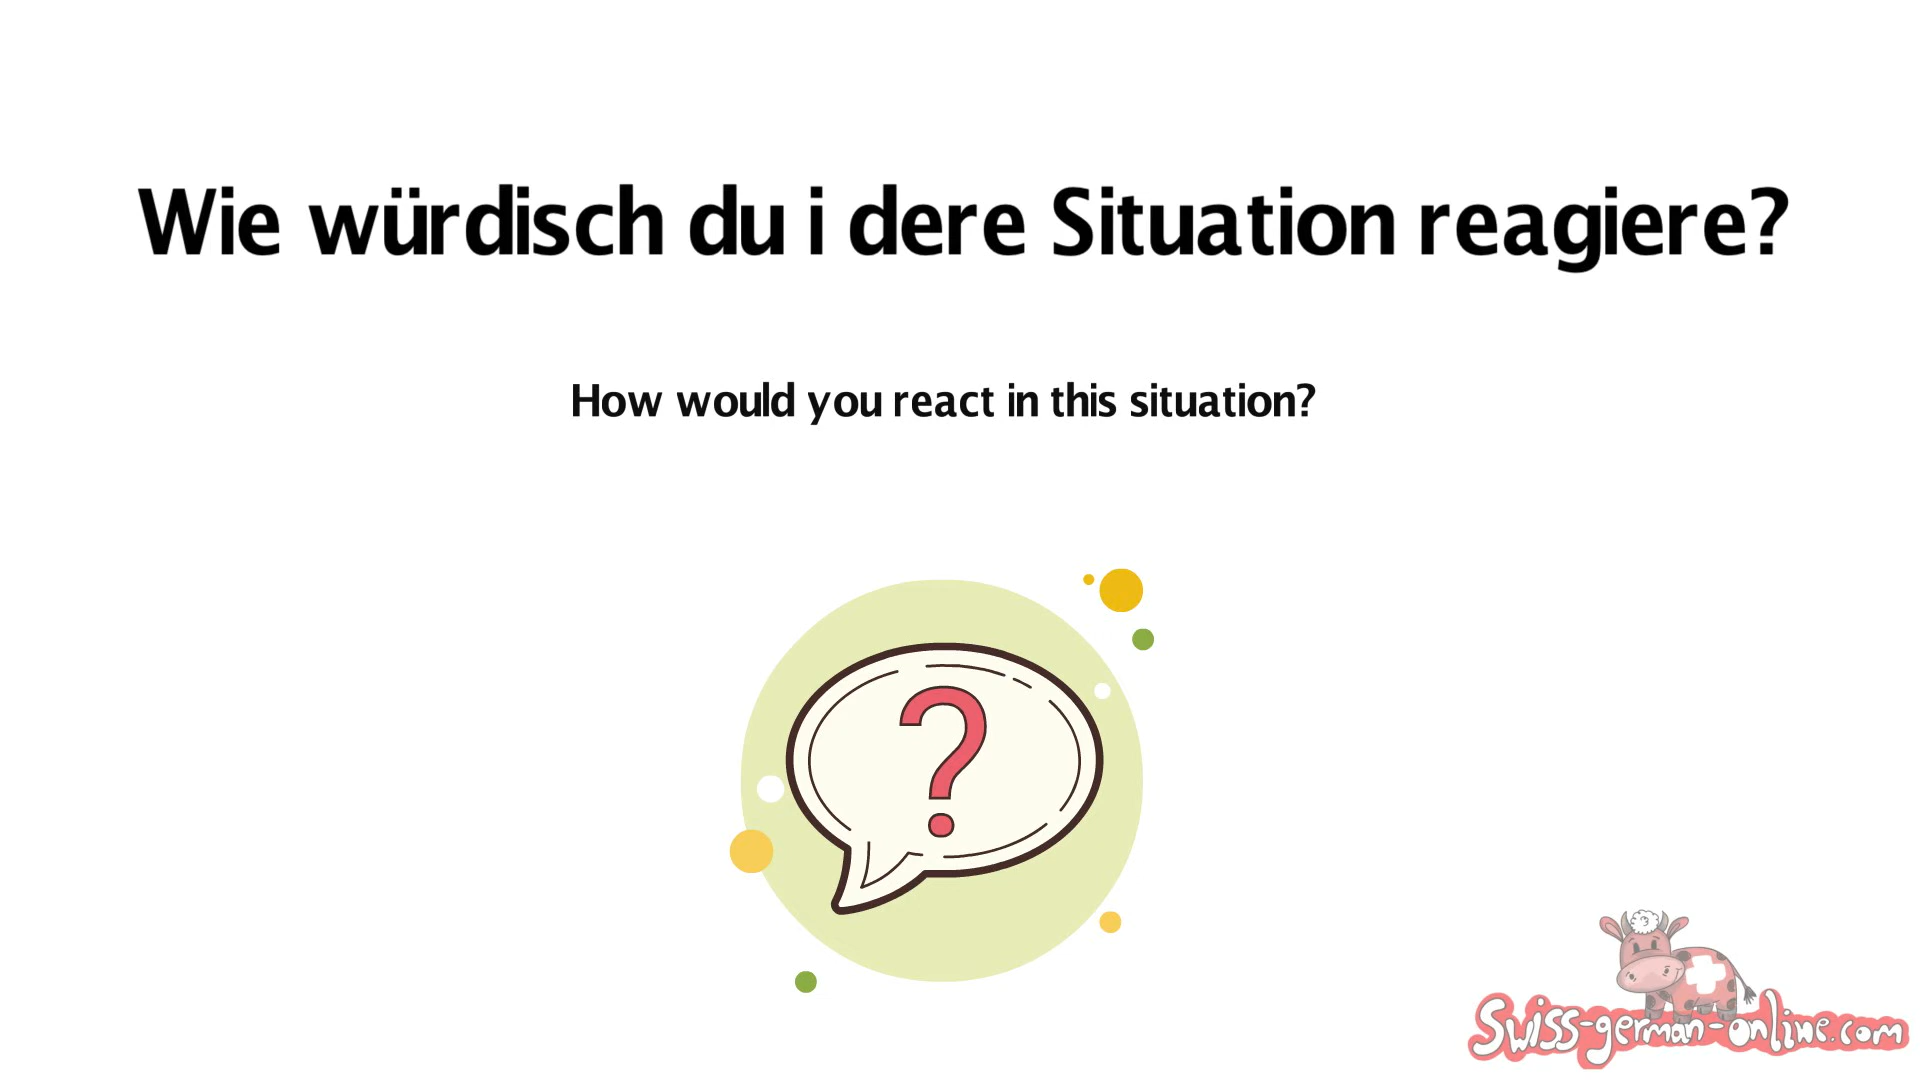 Wie würdisch du i dere Situation reagiere?
How would you react in this situation?
?
Swiss-german-online.com